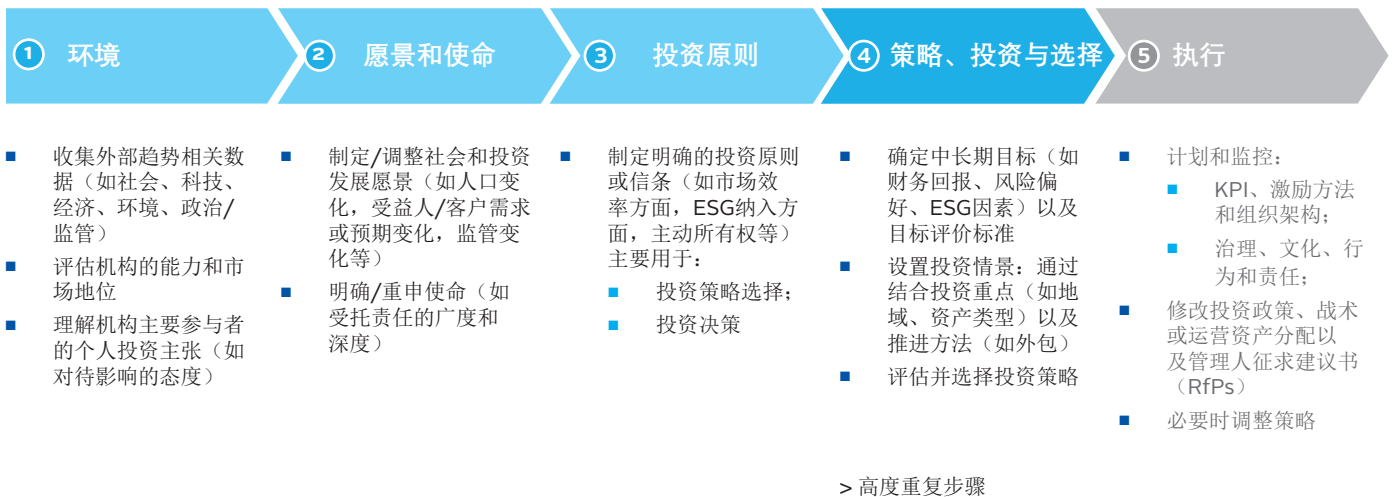 1 环境
收集外部趋势相关数
据（如社会、科技、
经济、环境、政治/
监管）
评估机构的能力和市
场地位
理解机构主要参与者
的个人投资主张（如
对待影响的态度）
2 愿景和使命
制定/调整社会和投资
发展愿景（如人口变
化，受益人/客户需求
或预期变化，监管变
化等）
明确/重申使命（如
受托责任的广度和
深度）
3 投资原则
制定明确的投资原则
或信条（如市场效
率方面，ESG纳入方
面，主动所有权等）
主要用于：
投资策略选择；
投资决策
4 策略、投资与选择
确定中长期目标（如
财务回报、风险偏
好、ESG因素）以及
目标评价标准
设置投资情景：通过
结合投资重点（如地
域、资产类型）以及
推进方法（如外包）
评估并选择投资策略
> 高度重复步骤
5 执行
计划和监控：
KPI、激励方法
和组织架构；
治理、文化、行
为和责任；
修改投资政策、战术
或运营资产分配以
及管理人征求建议书
（RfPs）
必要时调整策略